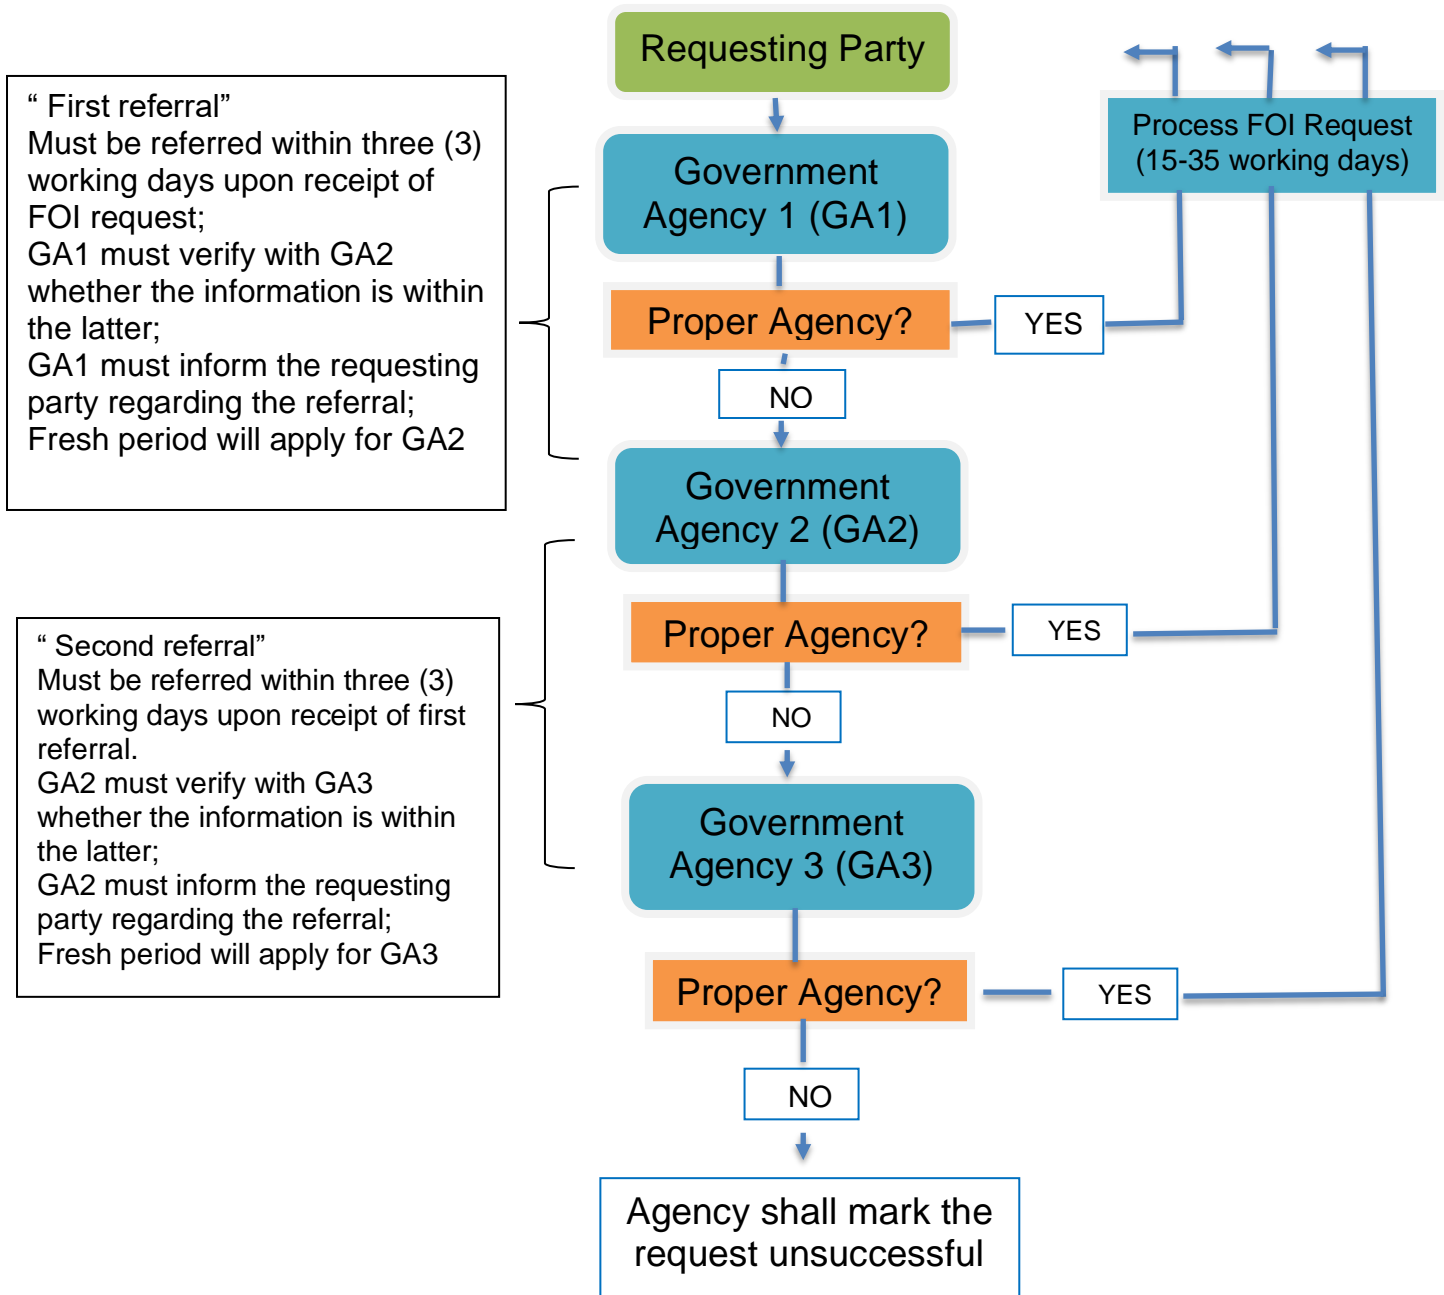 Requesting Party
“ First referral”
Must be referred within three (3)
working days upon receipt of
FOI request;
GA1 must verify with GA2
whether the information is within
the latter;
GA1 must inform the requesting
party regarding the referral;
Fresh period will apply for GA2
Government
Agency 1 (GA1)
Process FOI Request
(15-35 working days)
Proper Agency?
YES
NO
Government
Agency 2 (GA2)
“ Second referral”
Must be referred within three (3)
working days upon receipt of first
referral.
GA2 must verify with GA3
whether the information is within
the latter;
GA2 must inform the requesting
party regarding the referral;
Fresh period will apply for GA3
Proper Agency?
YES
NO
Government
Agency 3 (GA3)
Proper Agency?
YES
NO
Agency shall mark the
request unsuccessful